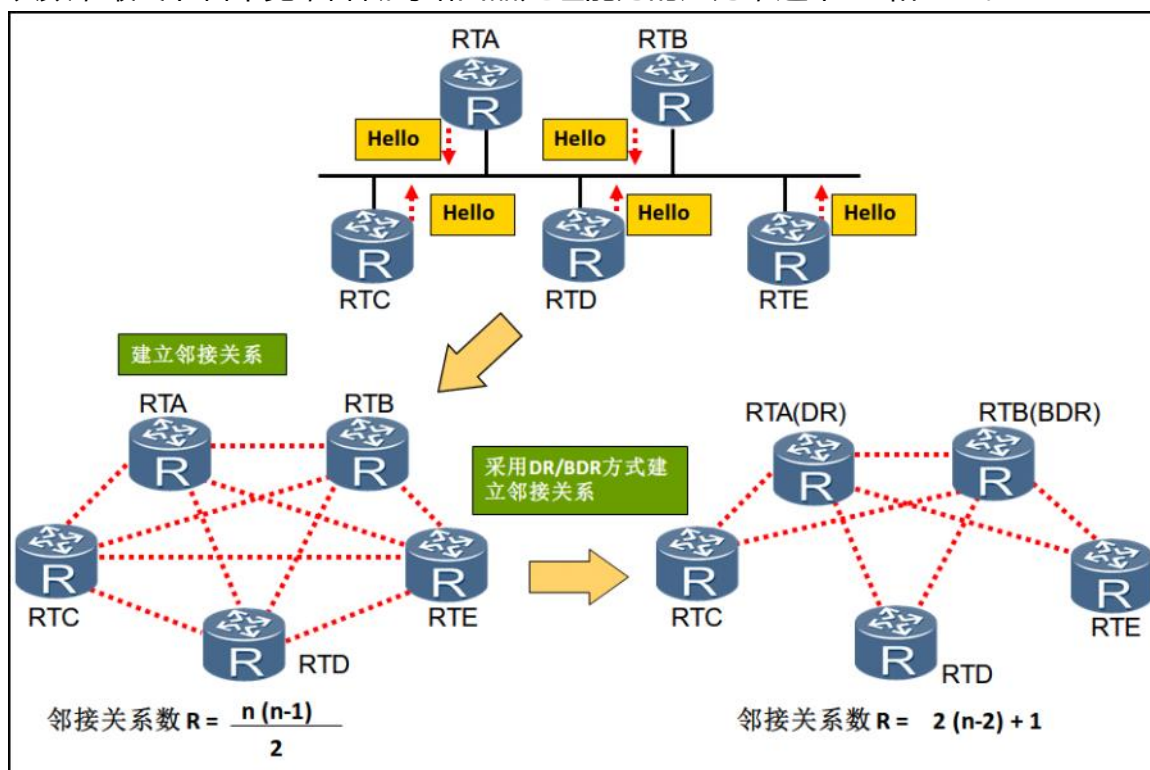 RTA
RTB
Hello
Hello
Hello
Hello
Hello
R
R
R
R
R
RTC
RTD
RTE
建立邻接关系
RTA
RTB
R
R
R
R
R
RTC
RTE
RTD
邻接关系数 R = n (n-1)
2
采用DR/BDR方式建
立邻接关系
RTA(DR)
RTB(BDR)
R
R
R
R
R
RTC
RTE
RTD
邻接关系数 R = 2 (n-2) + 1